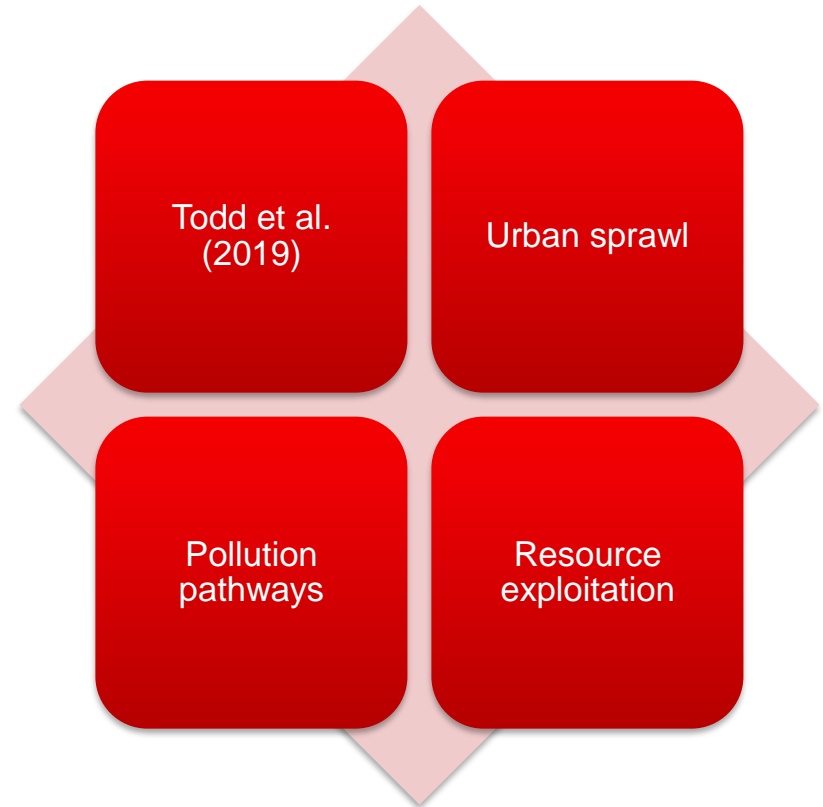 Todd et al.
(2019)
Urban sprawl
Pollution
pathways
Resource
exploitation